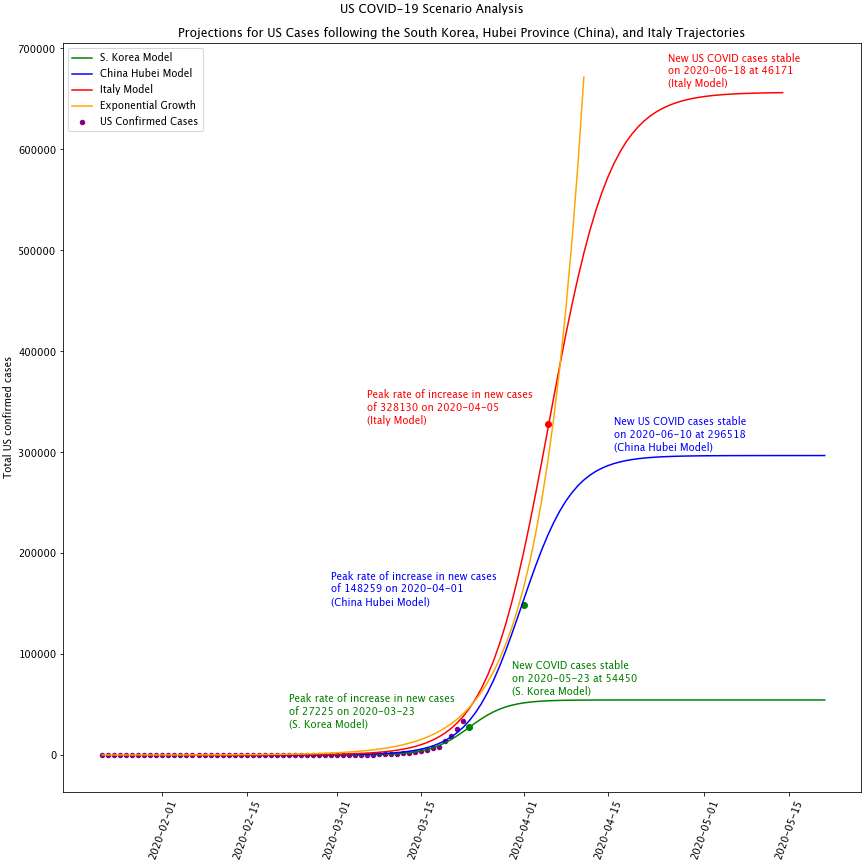 US COVID-19 Scenario Analysis
Projections for US Cases following the South Korea, Hubei Province (China), and Italy Trajectories
S. Korea Model
China Hubei Model
Italy Model
Exponential Growth
US Confirmed Cases
New US COVID cases stable
on 2020-06-18 at 46171
(Italy Model)
Peak rate of increase in new cases
of 328130 on 2020-04-05
(Italy Model)
New US COVID cases stable
on 2020-06-10 at 296518
(China Hubei Model)
Peak rate of increase in new cases
of 148259 on 2020-04-01
(China Hubei Model)
New COVID cases stable
on 2020-05-23 at 54450
(S. Korea Model)
Peak rate of increase in new cases
of 27225 on 2020-03-23
(S. Korea Model)
Total US confirmed cases
700000
600000
500000
400000
300000
200000
100000
0
2020-02-01
2020-02-15
2020-03-01
2020-03-15
2020-04-01
2020-04-15
2020-05-01
2020-05-15